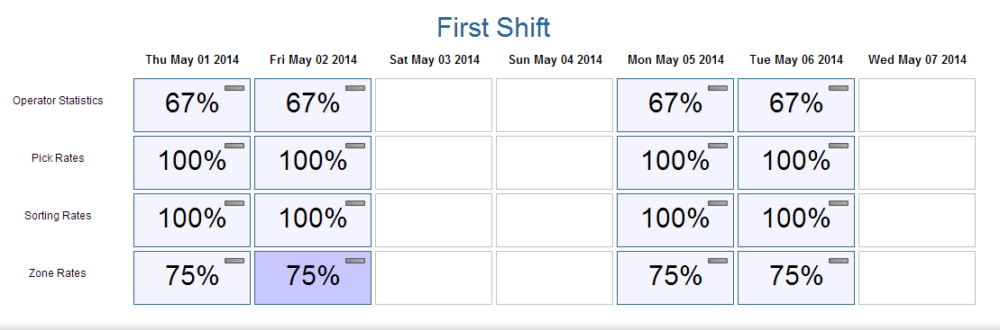 First Shift
Thu May 01 2014 Fri May 02 2014 Sat May 03 2014 Sun May 04 2014 Mon May 05 2014 Tue May 06 2014 Wed May 07 2014
Operator Statistics 67% 67% 67% 67%
Pick Rates 100% 100% 100% 100%
Sorting Rates 100% 100% 100% 100%
Zone Rates 75% 75% 75% 75%